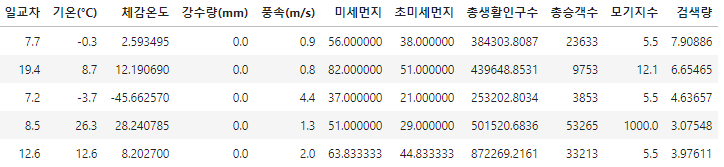 일교차 기온(°C) 체감온도 강수량(mm) 풍속(m/s) 미세먼지 초미세먼지 총생활인구수 총승객수 모기지수 검색량
7.7 -0.3 2.593495 0.0 0.9 56.000000 38.000000 384303.8087 23633 5.5 7.90886
19.4 8.7 12.190690 0.0 0.8 82.000000 51.000000 439648.8531 9753 12.1 6.65465
7.2 -3.7 -45.662570 0.0 4.4 37.000000 21.000000 253202.8034 3853 5.5 4.63657
8.5 26.3 28.240785 0.0 1.3 51.000000 29.000000 501520.6836 53265 1000.0 3.07548
12.6 12.6 8.202700 0.0 2.0 63.833333 44.833333 872269.2161 33213 5.5 3.97611